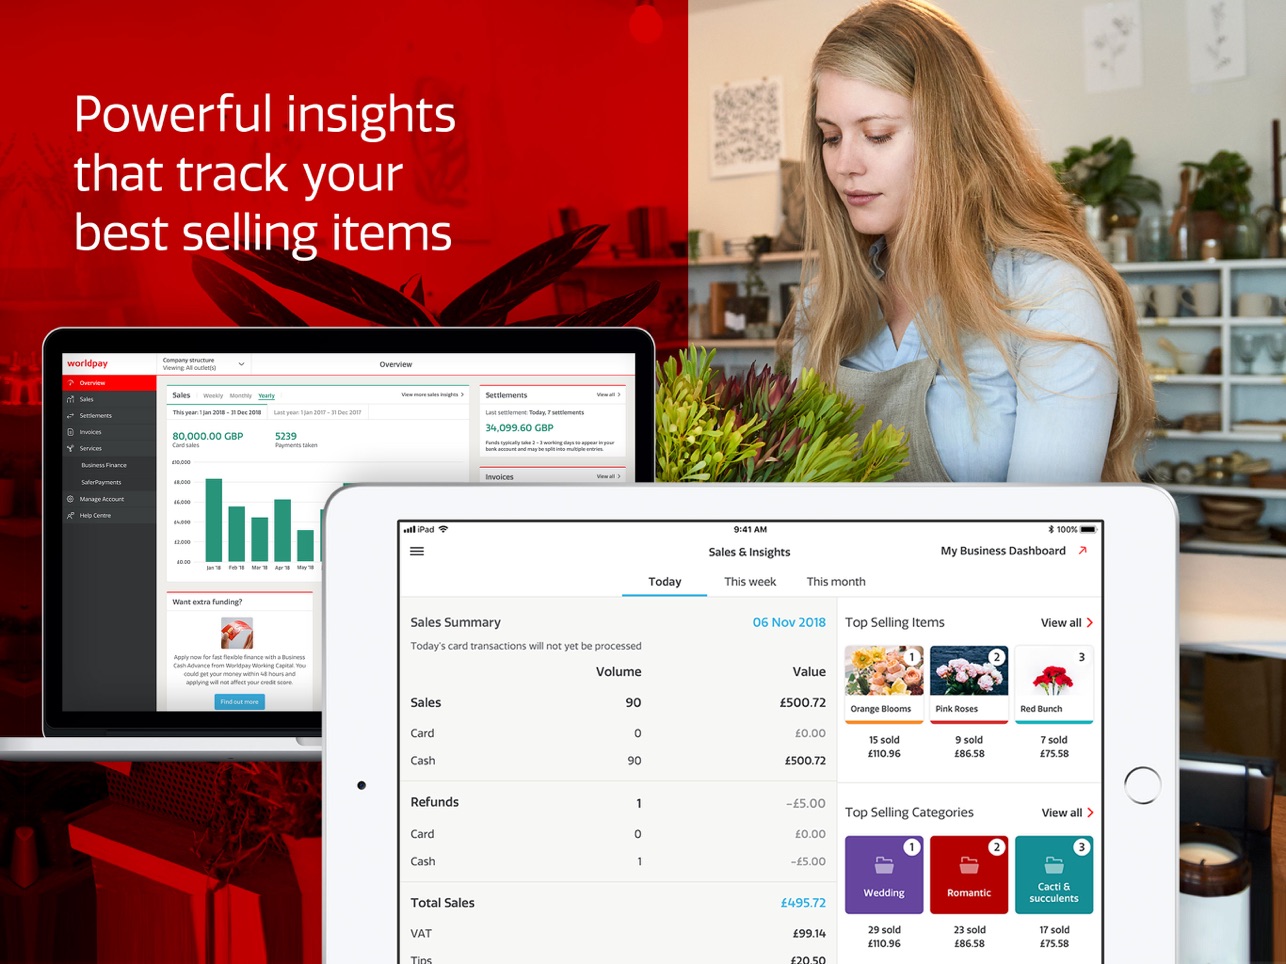 Powerful insights
that track your
best selling items
worldpay
Company structure
Viewing: All outlet(s)
Overview
Overview
Sales
Settlements
Invoices
Services
Business Finance
SaferPayments
Manage Account
Help Centre
Sales Weekly Monthly Yearly View more sales insights
This year: 1 Jan 2018 – 31 Dec 2018 Last year: 1 Jan 2017 – 31 Dec 2017
80,000.00 GBP 5239
Card sales Payments taken
£10,000
£8,000
£6,000
£4,000
£2,000
£0.00
Jan '18 Feb '18 Mar '18 Apr '18 May '18
Settlements View all
Last settlement: Today, 7 settlements
34,099.60 GBP
Funds typically take 2 – 3 working days to appear in your
bank account and may be split into multiple entries.
Invoices View all
Want extra funding?
Apply now for fast flexible finance with a Business
Cash Advance from Worldpay Working Capital. You
could get your money within 48 hours and
applying will not affect your credit score.
Find out more
iPad 9:41 AM 100%
Sales & Insights My Business Dashboard
Today This week This month
Sales Summary 06 Nov 2018
Today's card transactions will not yet be processed
Volume Value
Sales 90 £500.72
Card 0 £0.00
Cash 90 £500.72
Refunds 1 –£5.00
Card 0 £0.00
Cash 1 –£5.00
Total Sales £495.72
VAT £99.14
Tips £20.50
Top Selling Items View all
1 2 3
Orange Blooms Pink Roses Red Bunch
15 sold 9 sold 7 sold
£110.96 £86.58 £75.58
Top Selling Categories View all
1 2 3
Wedding Romantic Cacti &
succulents
29 sold 23 sold 17 sold
£110.96 £86.58 £75.58